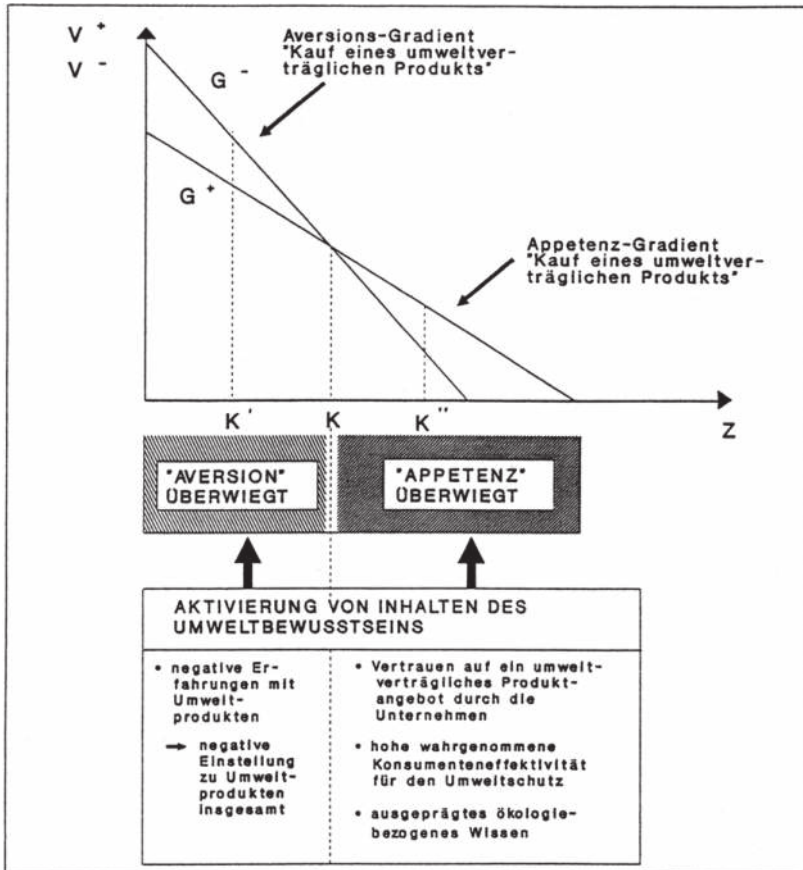 V +
V -
Aversions-Gradient
"Kauf eines umweltver-
träglichen Produkts"
G -
G +
Appetenz-Gradient
"Kauf eines umweltver-
träglichen Produkts"
K' K K''
Z
"AVERSION"
ÜBERWIEGT
"APPETENZ"
ÜBERWIEGT
AKTIVIERUNG VON INHALTEN DES
UMWELTBEWUSSTSEINS
• negative Er-
fahrungen mit
Umwelt-
produkten
→ negative
Einstellung
zu Umwelt-
produkten
insgesamt
• Vertrauen auf ein umwelt-
verträgliches Produkt-
angebot durch die
Unternehmen
• hohe wahrgenommene
Konsumenteneffektivität
für den Umweltschutz
• ausgeprägtes ökologie-
bezogenes Wissen